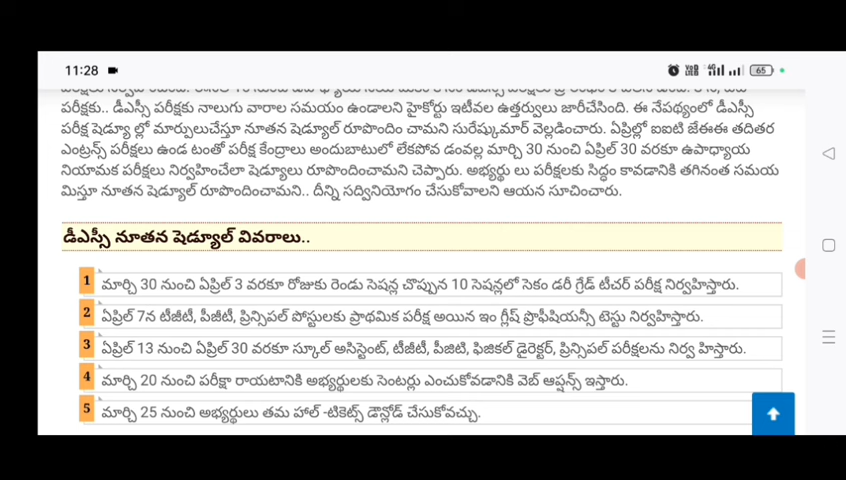 11:28
4G
65
పరీక్షకు.. డీఎస్సీ పరీక్షకు నాలుగు వారాల సమయం ఉండాలని హైకోర్టు ఇటీవల ఉత్తర్వులు జారీచేసింది. ఈ నేపథ్యంలో డీఎస్సీ
పరీక్ష షెడ్యూ ల్లో మార్పులుచేస్తూ నూతన షెడ్యూల్ రూపొందిం చామని సురేష్కుమార్ వెల్లడించారు. ఏప్రిల్లో ఐఐటి జేఈఈ తదితర
ఎంట్రన్స్ పరీక్షలు ఉండ టంతో పరీక్ష కేంద్రాలు అందుబాటులో లేకపోవ డంవల్ల మార్చి 30 నుంచి ఏప్రిల్ 30 వరకూ ఉపాధ్యాయ
నియామక పరీక్షలు నిర్వహించేలా షెడ్యూలు రూపొందించామని చెప్పారు. అభ్యర్థు లు పరీక్షలకు సిద్ధం కావడానికి తగినంత సమయ
మిస్తూ నూతన షెడ్యూల్ రూపొందించామని.. దీన్ని సద్వినియోగం చేసుకోవాలని ఆయన సూచించారు.
డీఎస్సీ నూతన షెడ్యూల్ వివరాలు..
1 మార్చి 30 నుంచి ఏప్రిల్ 3 వరకూ రోజుకు రెండు సెషన్ల చొప్పున 10 సెషన్లలో సెకం డరీ గ్రేడ్ టీచర్ పరీక్ష నిర్వహిస్తారు.
2 ఏప్రిల్ 7న టీజీటీ, పీజీటీ, ప్రిన్సిపల్ పోస్టులకు ప్రాథమిక పరీక్ష అయిన ఇం గ్లీష్ ప్రొఫీషియన్సీ టెస్టు నిర్వహిస్తారు.
3 ఏప్రిల్ 13 నుంచి ఏప్రిల్ 30 వరకూ స్కూల్ అసిస్టెంట్, టీజీటీ, పీజిటి, ఫిజికల్ డైరెక్టర్, ప్రిన్సిపల్ పరీక్షలను నిర్వ హిస్తారు.
4 మార్చి 20 నుంచి పరీక్షా రాయటానికి అభ్యర్థులకు సెంటర్లు ఎంచుకోవడానికి వెబ్ ఆప్షన్స్ ఇస్తారు.
5 మార్చి 25 నుంచి అభ్యర్థులు తమ హాల్ -టికెట్స్ డౌన్లోడ్ చేసుకోవచ్చు.